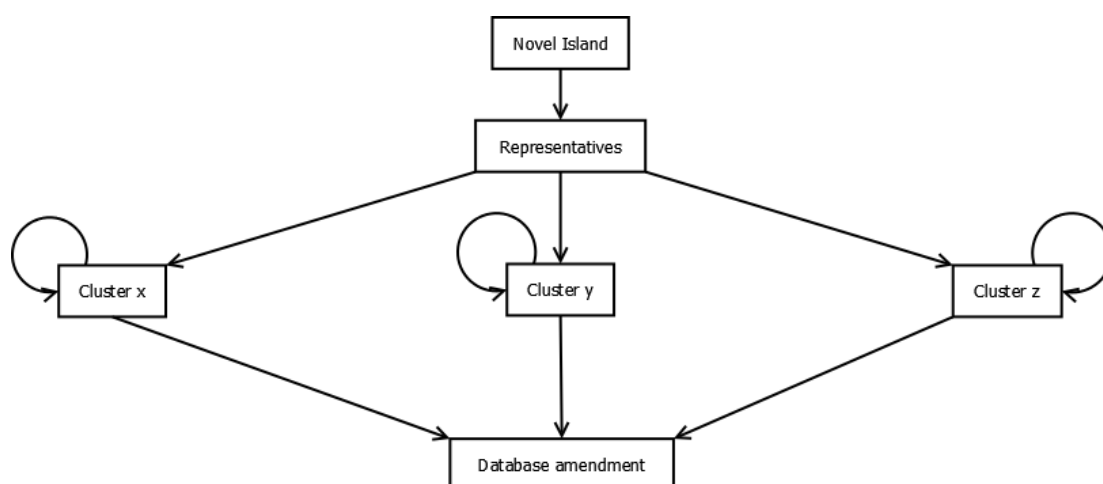 Novel Island
Representatives
Cluster x
Cluster y
Cluster z
Database amendment